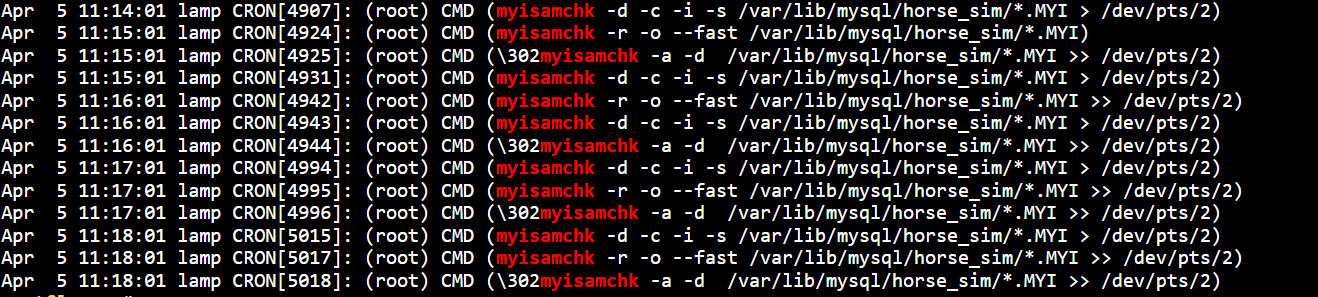 Apr  5 11:14:01 lamp CRON[4907]: (root) CMD (myisamchk -d -c -i -s /var/lib/mysql/horse_sim/*.MYI > /dev/pts/2)
Apr  5 11:15:01 lamp CRON[4924]: (root) CMD (myisamchk -r -o --fast /var/lib/mysql/horse_sim/*.MYI)
Apr  5 11:15:01 lamp CRON[4925]: (root) CMD (\302myisamchk -a -d  /var/lib/mysql/horse_sim/*.MYI >> /dev/pts/2)
Apr  5 11:15:01 lamp CRON[4931]: (root) CMD (myisamchk -d -c -i -s /var/lib/mysql/horse_sim/*.MYI > /dev/pts/2)
Apr  5 11:16:01 lamp CRON[4942]: (root) CMD (myisamchk -r -o --fast /var/lib/mysql/horse_sim/*.MYI >> /dev/pts/2)
Apr  5 11:16:01 lamp CRON[4943]: (root) CMD (myisamchk -d -c -i -s /var/lib/mysql/horse_sim/*.MYI > /dev/pts/2)
Apr  5 11:16:01 lamp CRON[4944]: (root) CMD (\302myisamchk -a -d  /var/lib/mysql/horse_sim/*.MYI >> /dev/pts/2)
Apr  5 11:17:01 lamp CRON[4994]: (root) CMD (myisamchk -d -c -i -s /var/lib/mysql/horse_sim/*.MYI > /dev/pts/2)
Apr  5 11:17:01 lamp CRON[4995]: (root) CMD (myisamchk -r -o --fast /var/lib/mysql/horse_sim/*.MYI >> /dev/pts/2)
Apr  5 11:17:01 lamp CRON[4996]: (root) CMD (\302myisamchk -a -d  /var/lib/mysql/horse_sim/*.MYI >> /dev/pts/2)
Apr  5 11:18:01 lamp CRON[5015]: (root) CMD (myisamchk -d -c -i -s /var/lib/mysql/horse_sim/*.MYI > /dev/pts/2)
Apr  5 11:18:01 lamp CRON[5017]: (root) CMD (myisamchk -r -o --fast /var/lib/mysql/horse_sim/*.MYI >> /dev/pts/2)
Apr  5 11:18:01 lamp CRON[5018]: (root) CMD (\302myisamchk -a -d  /var/lib/mysql/horse_sim/*.MYI >> /dev/pts/2)